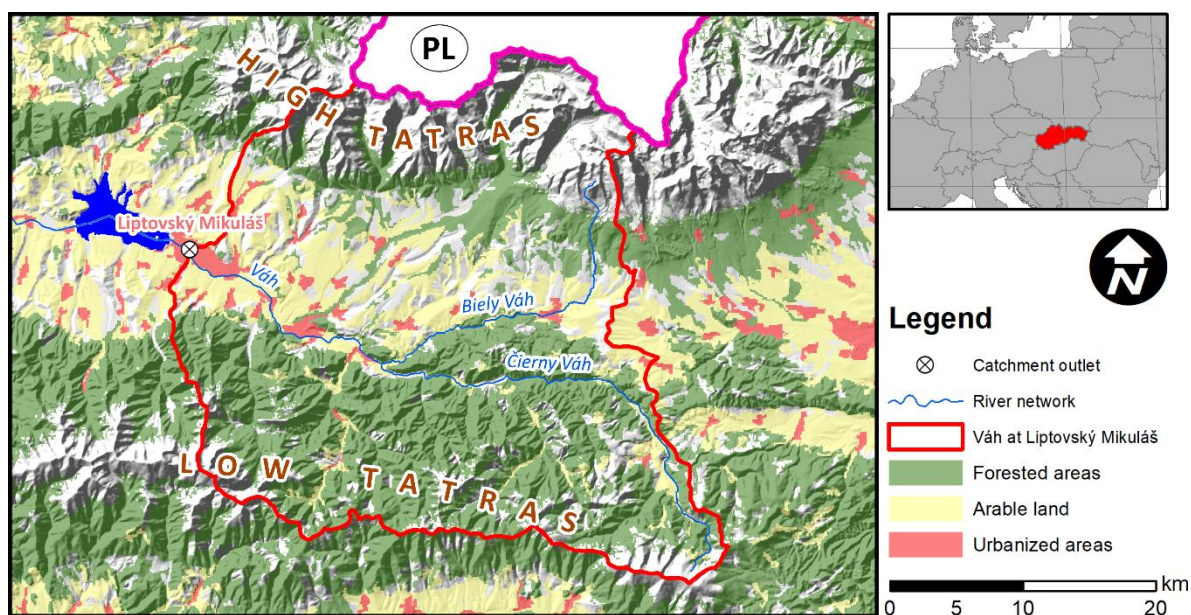 PL
HIGH TATRAS
Liptovský Mikuláš
Váh
Biely Váh
Čierny Váh
LOW TATRAS
N
Legend
Catchment outlet
River network
Váh at Liptovský Mikuláš
Forested areas
Arable land
Urbanized areas
km
0 5 10 20